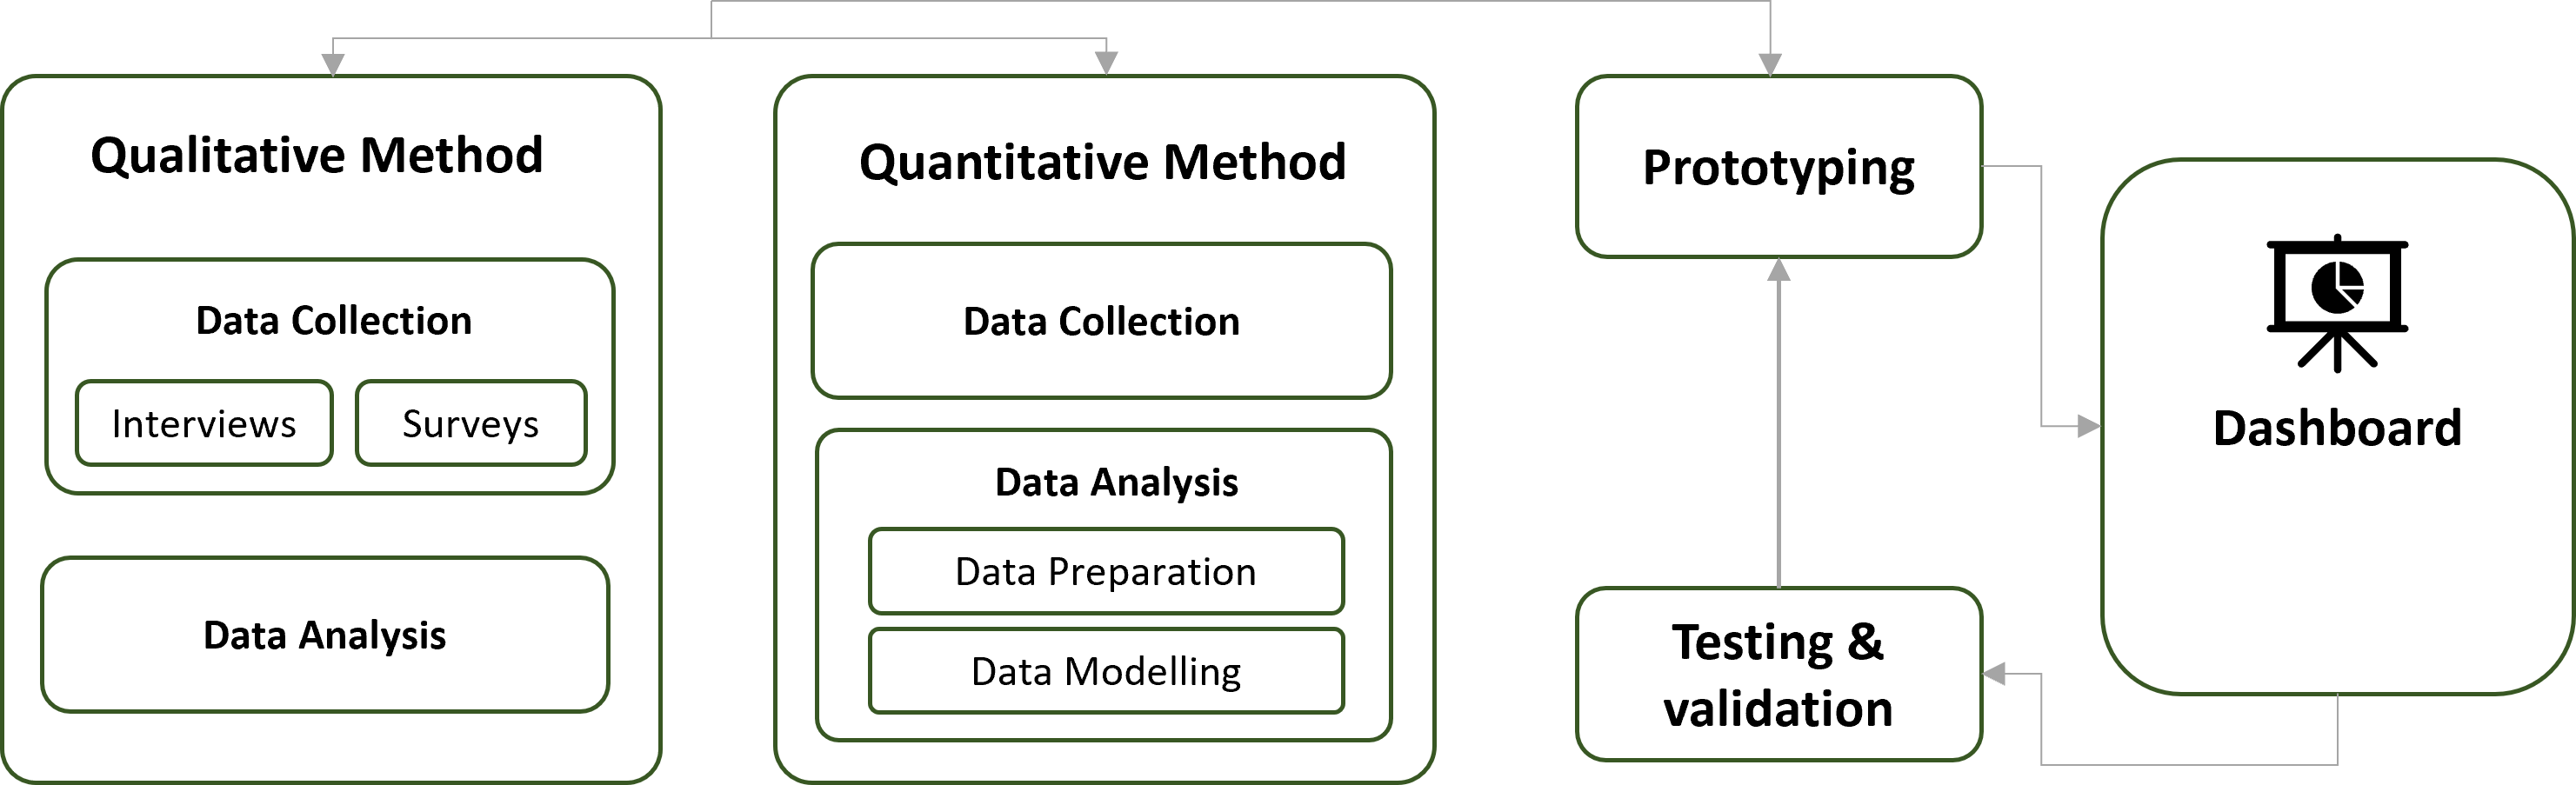 Qualitative Method
Data Collection
Interviews
Surveys
Data Analysis
Quantitative Method
Data Collection
Data Analysis
Data Preparation
Data Modelling
Prototyping
Testing &
validation
Dashboard